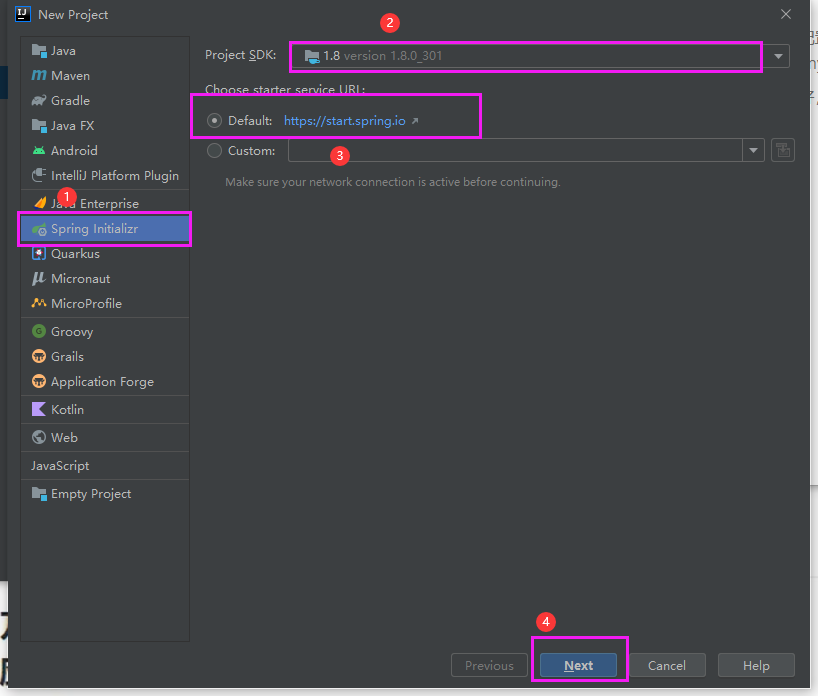 New Project
2
Java
Maven
Gradle
Java FX
Android
IntelliJ Platform Plugin
1
Java Enterprise
Spring Initializr
Quarkus
Micronaut
MicroProfile
Groovy
Grails
Application Forge
Kotlin
Web
JavaScript
Empty Project
Project SDK: 1.8 version 1.8.0_301
Choose starter service URL:
Default: https://start.spring.io
3
Custom:
Make sure your network connection is active before continuing.
4
Previous Next Cancel Help